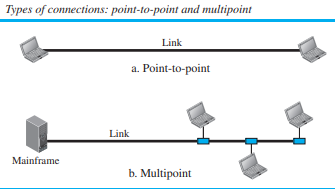 Types of connections: point-to-point and multipoint
Link
a. Point-to-point
Link
Mainframe
b. Multipoint